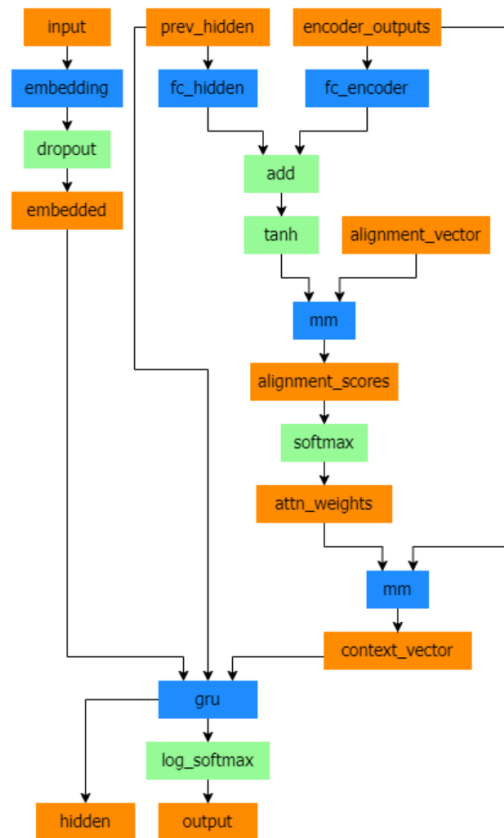 input
prev_hidden
encoder_outputs
embedding
fc_hidden
fc_encoder
dropout
add
embedded
tanh
alignment_vector
mm
alignment_scores
softmax
attn_weights
mm
context_vector
gru
log_softmax
hidden
output